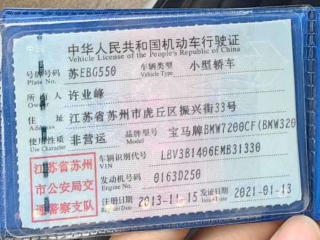 中华人民共和国机动车行驶证
Vehicle License of the People's Republic of China
号牌号码 苏EBG550 车辆类型 小型轿车
Plate No. Vehicle Type
所有人 许业峰
Owner
住址 江苏省苏州市虎丘区振兴街33号
Address
使用性质 非营运 品牌型号 宝马牌BMW7200CF(BMW320
Use Character Model
江苏省苏州
市公安局交
通警察支队
车辆识别代号 LBV3B1406EMB31330
VIN
发动机号码 0163D250
Engine No.
注册日期 2013-11-15 发证日期 2021-01-13
Register Date Issue Date